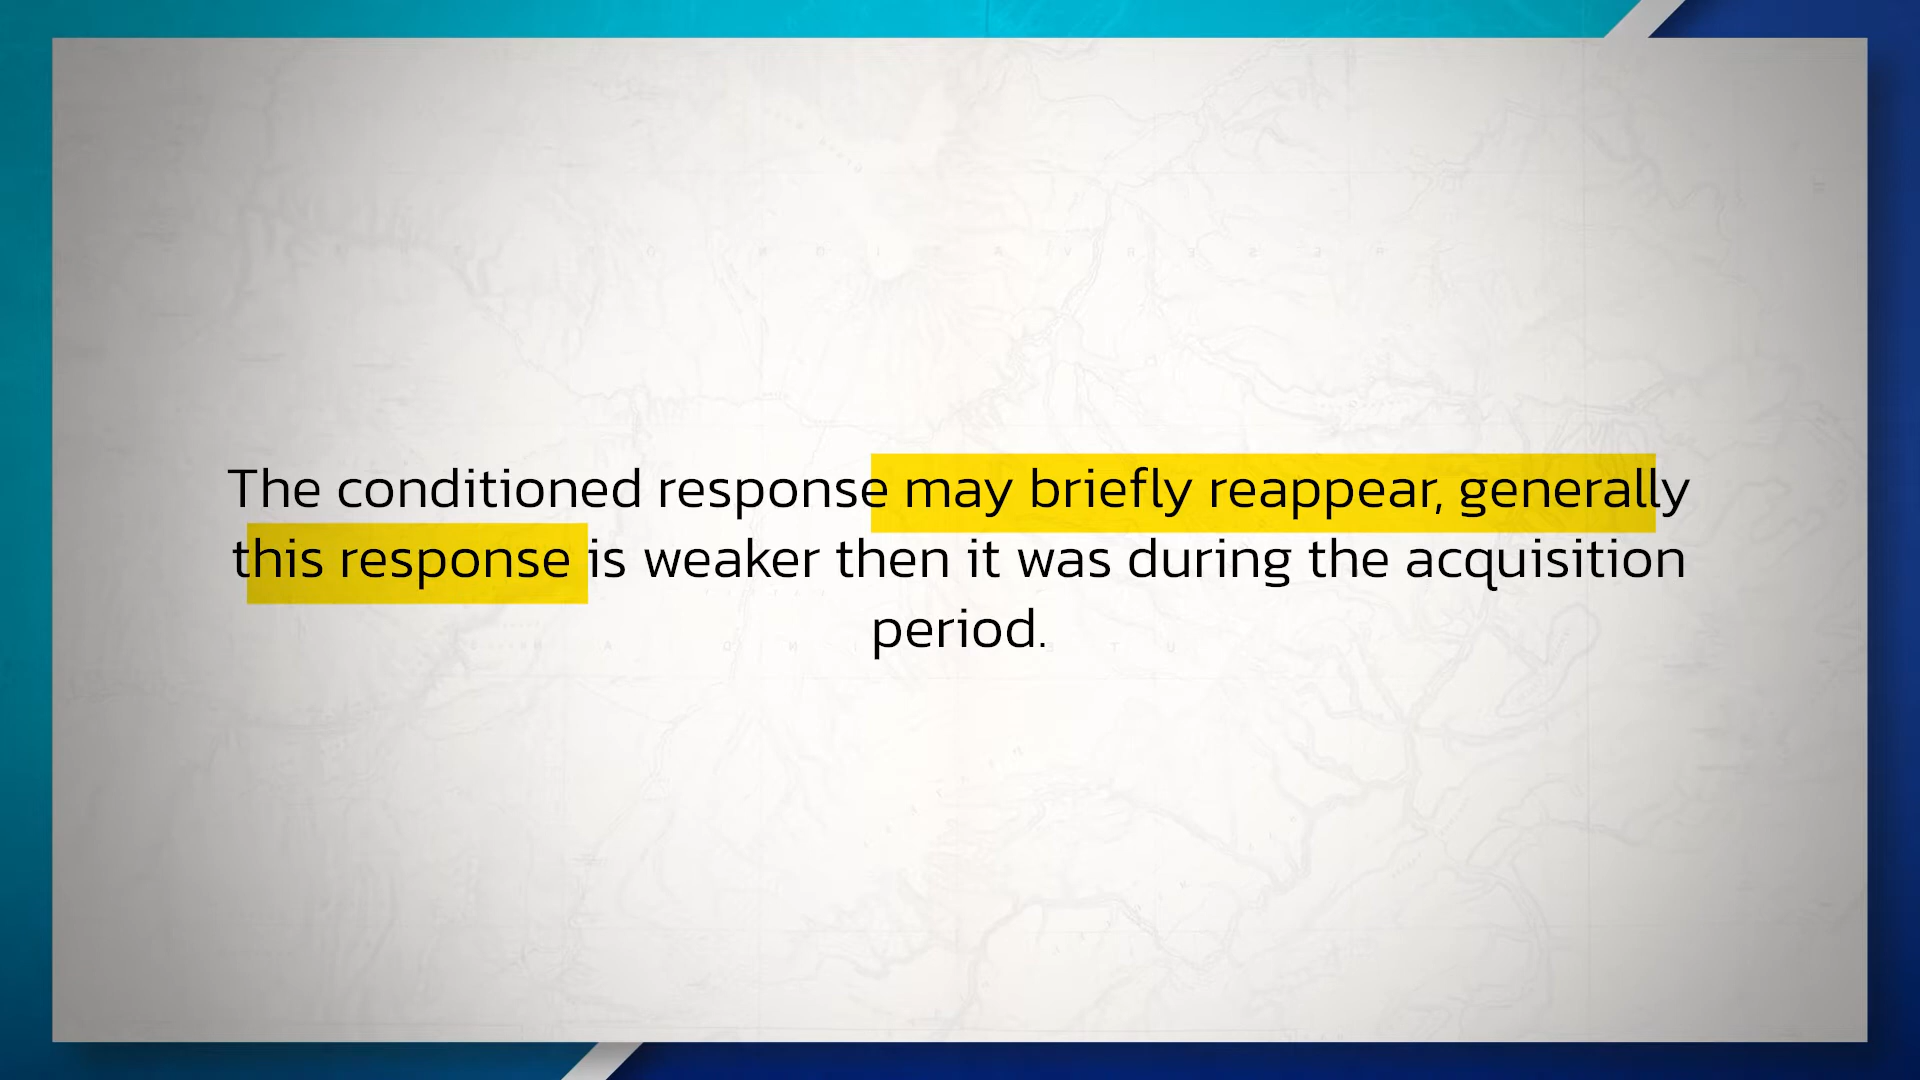 The conditioned response may briefly reappear, generally
this response is weaker then it was during the acquisition
period.